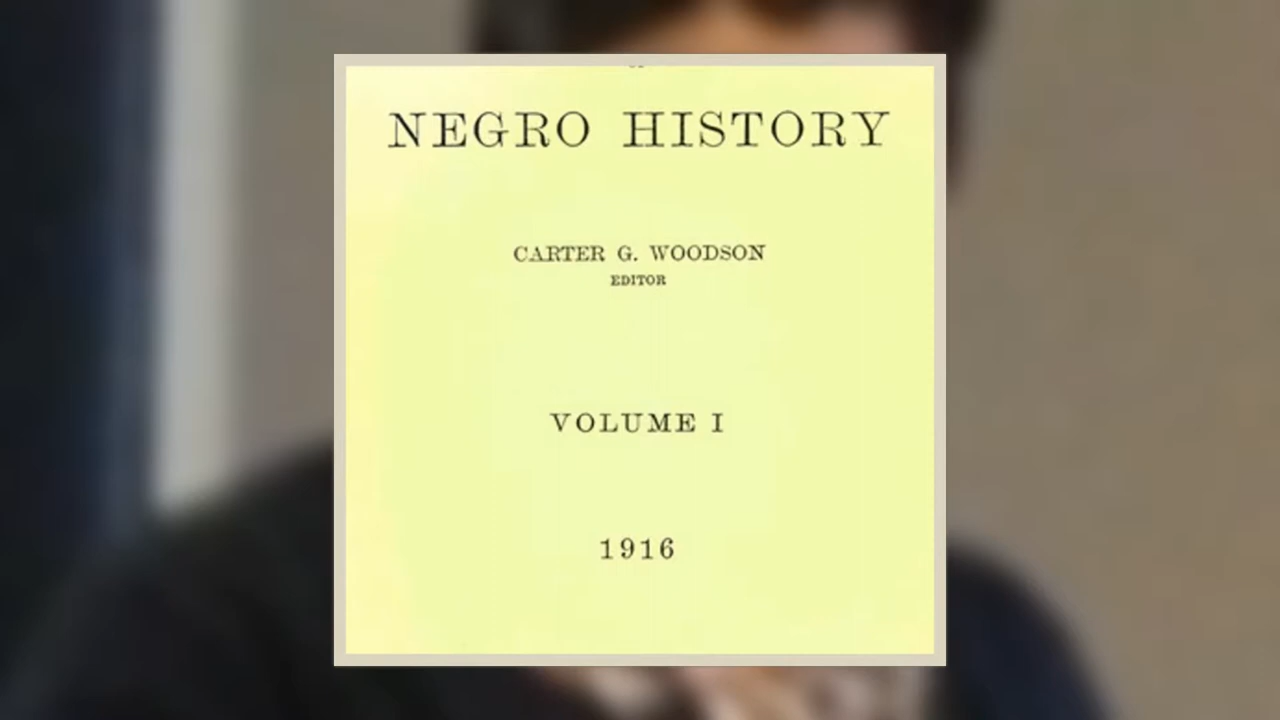 NEGRO HISTORY
CARTER G. WOODSON
EDITOR
VOLUME I
1916